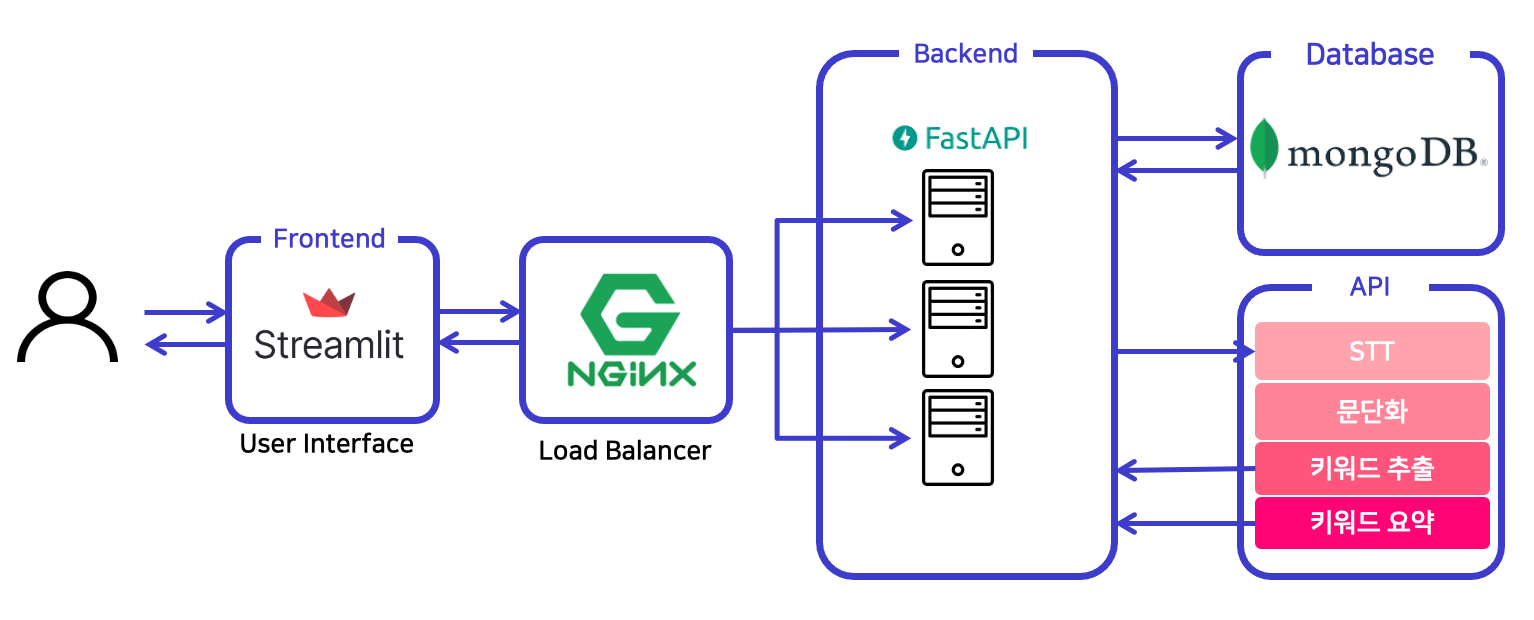 Frontend
Streamlit
User Interface
NGiNX
Load Balancer
Backend
FastAPI
Database
mongoDB®
API
STT
문단화
키워드 추출
키워드 요약